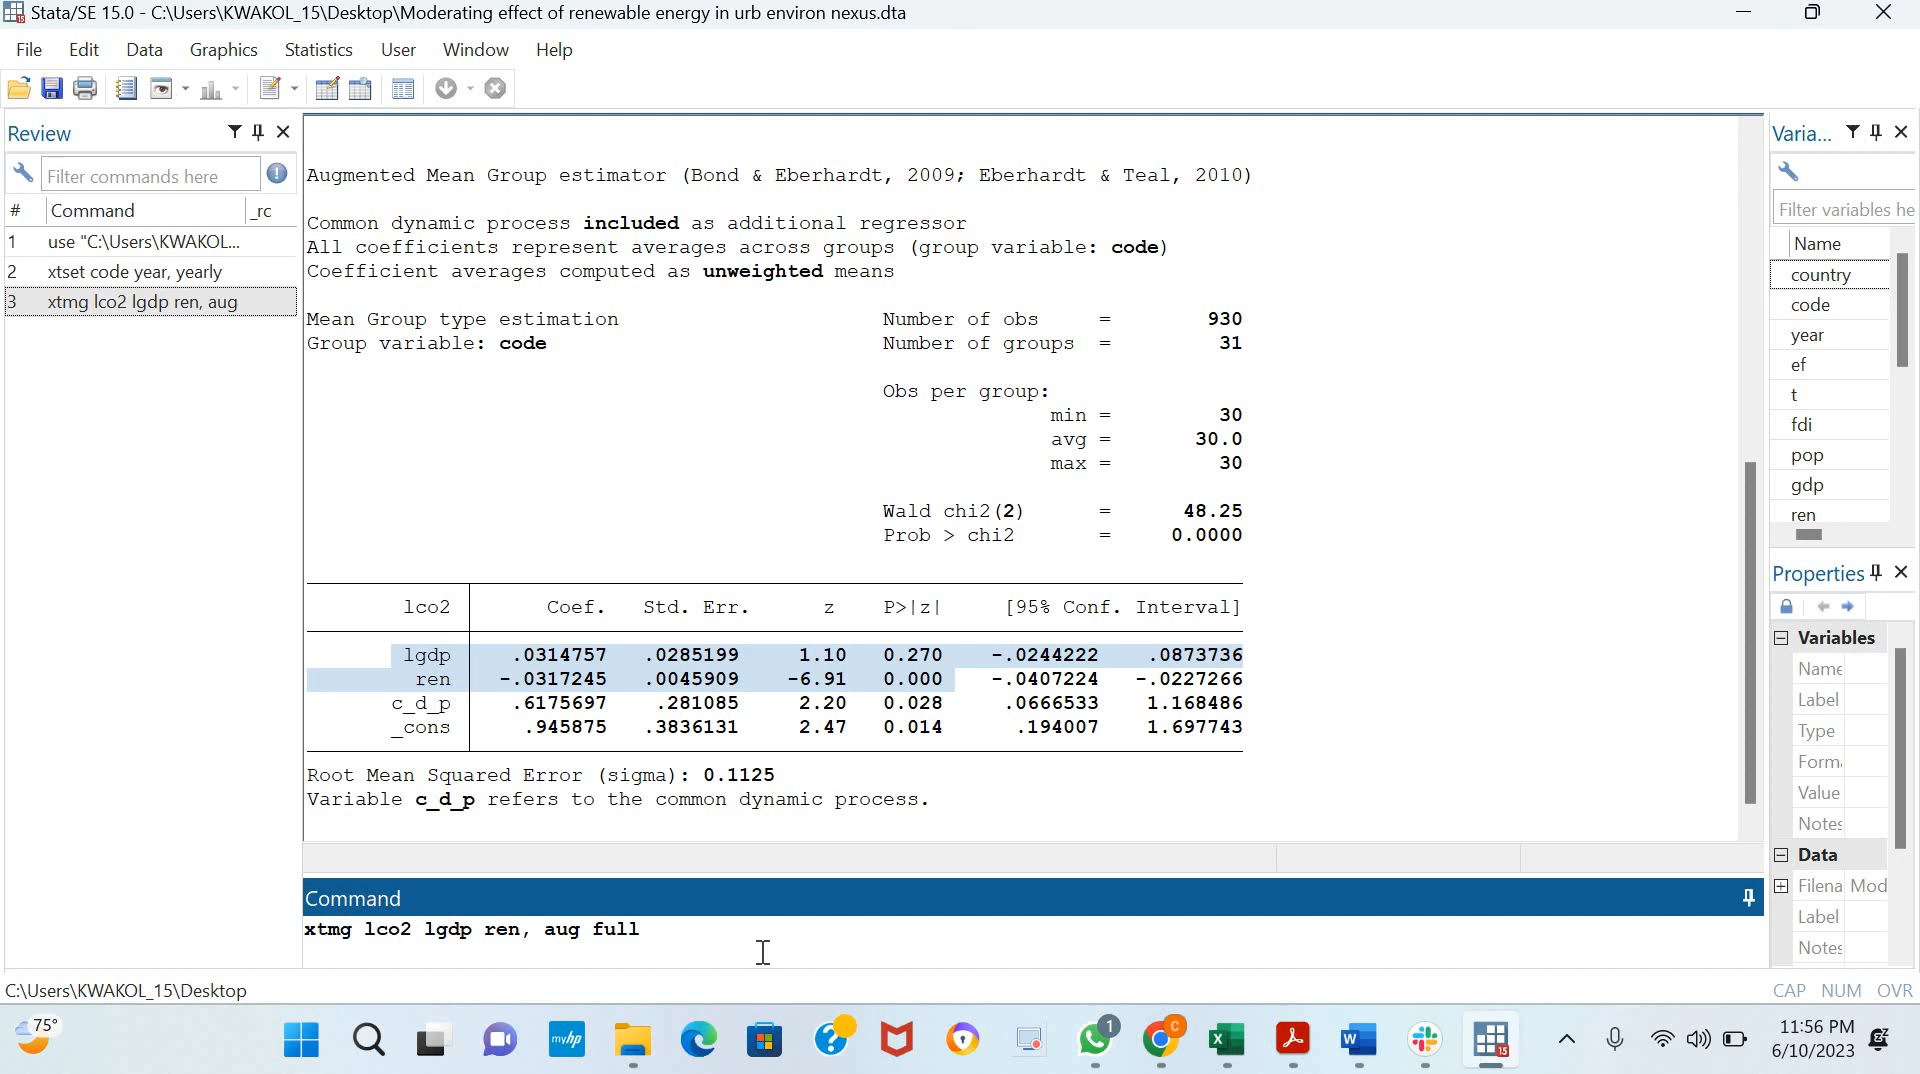 Stata/SE 15.0 - C:\Users\KWAKOL_15\Desktop\Moderating effect of renewable energy in urb environ nexus.dta
File Edit Data Graphics Statistics User Window Help
Review
Filter commands here
# Command _rc
1 use "C:\Users\KWAKOL...
2 xtset code year, yearly
3 xtmg lco2 lgdp ren, aug
Augmented Mean Group estimator (Bond & Eberhardt, 2009; Eberhardt & Teal, 2010)
Common dynamic process included as additional regressor
All coefficients represent averages across groups (group variable: code)
Coefficient averages computed as unweighted means
Mean Group type estimation Number of obs = 930
Group variable: code Number of groups = 31
Obs per group:
min = 30
avg = 30.0
max = 30
Wald chi2(2) = 48.25
Prob > chi2 = 0.0000
lco2 Coef. Std. Err. z P>|z| [95% Conf. Interval]
lgdp .0314757 .0285199 1.10 0.270 -.0244222 .0873736
ren -.0317245 .0045909 -6.91 0.000 -.0407224 -.0227266
c_d_p .6175697 .281085 2.20 0.028 .0666533 1.168486
_cons .945875 .3836131 2.47 0.014 .194007 1.697743
Root Mean Squared Error (sigma): 0.1125
Variable c_d_p refers to the common dynamic process.
Command
xtmg lco2 lgdp ren, aug full
Varia...
Filter variables he
Name
country
code
year
ef
t
fdi
pop
gdp
ren
Properties
Variables
Name
Label
Type
Form
Value
Notes
Data
Filena Mod
Label
Notes
C:\Users\KWAKOL_15\Desktop CAP NUM OVR
75°
myhp
1
C
15
11:56 PM
6/10/2023